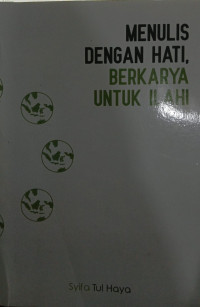 MENULIS
DENGAN HATI,
BERKARYA
UNTUK ILAHI
Syifa Tul Haya